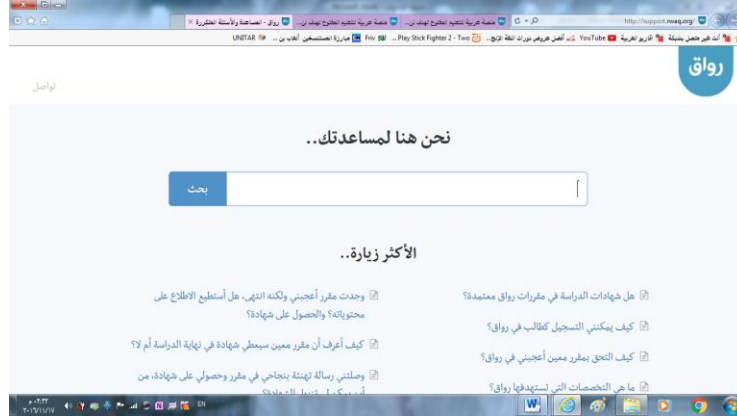 http://support.rwaq.org/
رواق - المساعدة والأسئلة المتكررة
YouTube
Play Stick Fighter 2 - Two ...
Friv
UNITAR
رواق
تواصل
نحن هنا لمساعدتك..
بحث
الأكثر زيارة..
هل شهادات الدراسة في مقررات رواق معتمدة؟
كيف يمكنني التسجيل كطالب في رواق؟
كيف التحق بمقرر معين أعجبني في رواق؟
ما هي التخصصات التي تستهدفها رواق؟
وجدت مقرر أعجبني ولكنه انتهى، هل أستطيع الاطلاع على
محتوياته؟ والحصول على شهادة؟
كيف أعرف أن مقرر معين سيعطي شهادة في نهاية الدراسة أم لا؟
وصلتني رسالة تهنئة بنجاحي في مقرر وحصولي على شهادة، من
EN